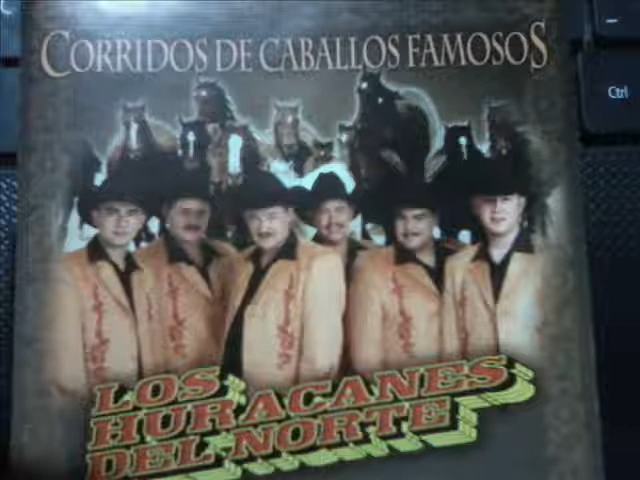 CORRIDOS DE CABALLOS FAMOSOS
LOS
HURACANES
DEL NORTE
Ctrl